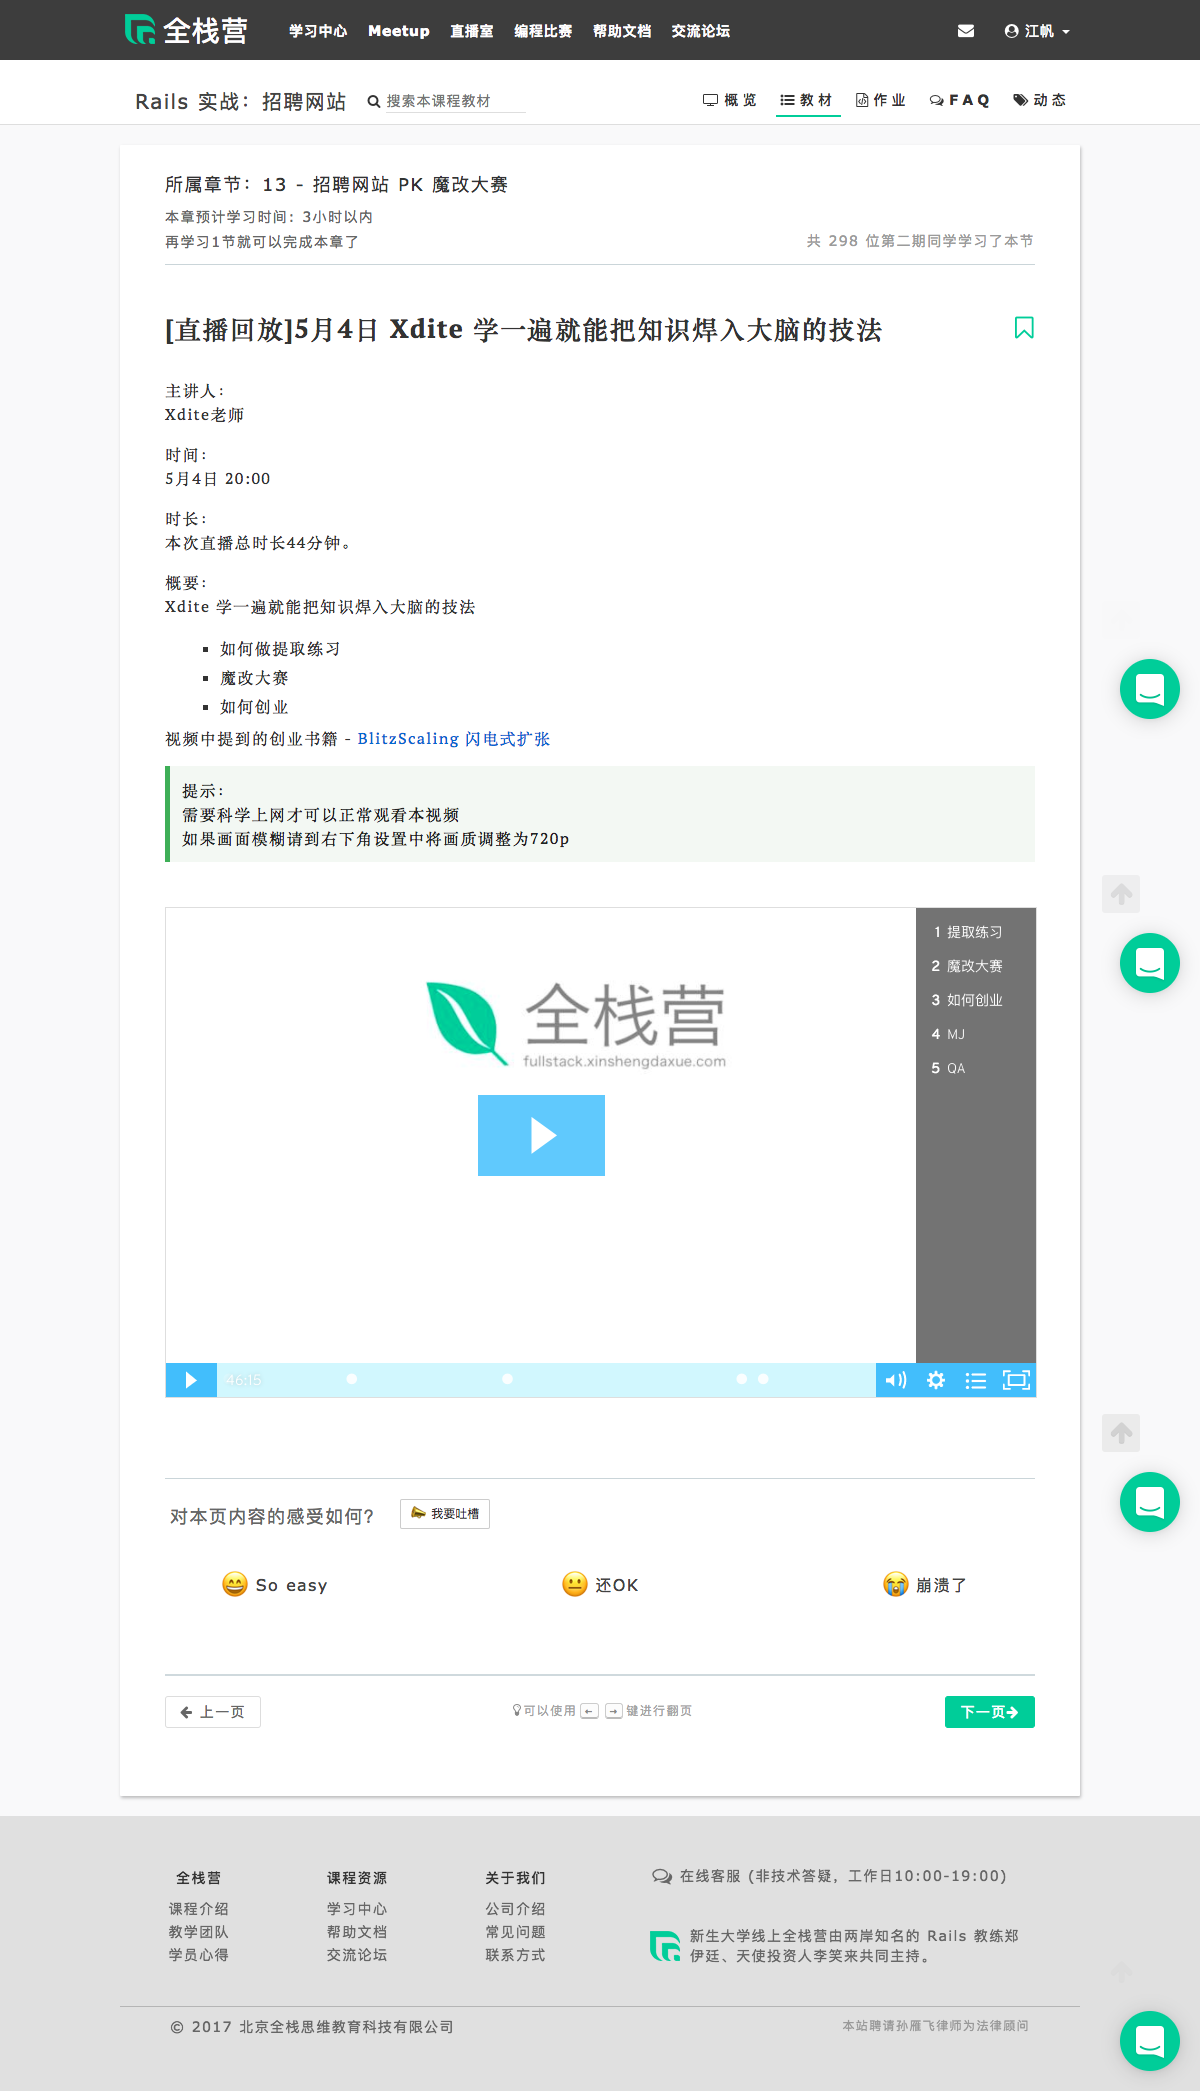 全栈营
学习中心 Meetup 直播室 编程比赛 帮助文档 交流论坛 江帆
Rails 实战：招聘网站 搜索本课程教材 概览 教材 作业 FAQ 动态
所属章节：13 - 招聘网站 PK 魔改大赛
本章预计学习时间：3小时以内
再学习1节就可以完成本章了
共 298 位第二期同学学习了本节
[直播回放]5月4日 Xdite 学一遍就能把知识焊入大脑的技法
主讲人：
Xdite老师
时间：
5月4日 20:00
时长：
本次直播总时长44分钟。
概要：
Xdite 学一遍就能把知识焊入大脑的技法
▪ 如何做提取练习
▪ 魔改大赛
▪ 如何创业
视频中提到的创业书籍 - BlitzScaling 闪电式扩张
提示：
需要科学上网才可以正常观看本视频
如果画面模糊请到右下角设置中将画质调整为720p
全栈营
fullstack.xinshengdaxue.com
1 提取练习
2 魔改大赛
3 如何创业
4 MJ
5 QA
46:15
对本页内容的感受如何? 我要吐槽
So easy 还OK 崩溃了
← 上一页 可以使用 ← → 键进行翻页 下一页→
全栈营 课程资源 关于我们
课程介绍 学习中心 公司介绍
教学团队 帮助文档 常见问题
学员心得 交流论坛 联系方式
在线客服 (非技术答疑，工作日10:00-19:00)
新生大学线上全栈营由两岸知名的 Rails 教练郑
伊廷、天使投资人李笑来共同主持。
© 2017 北京全栈思维教育科技有限公司
本站聘请孙雁飞律师为法律顾问